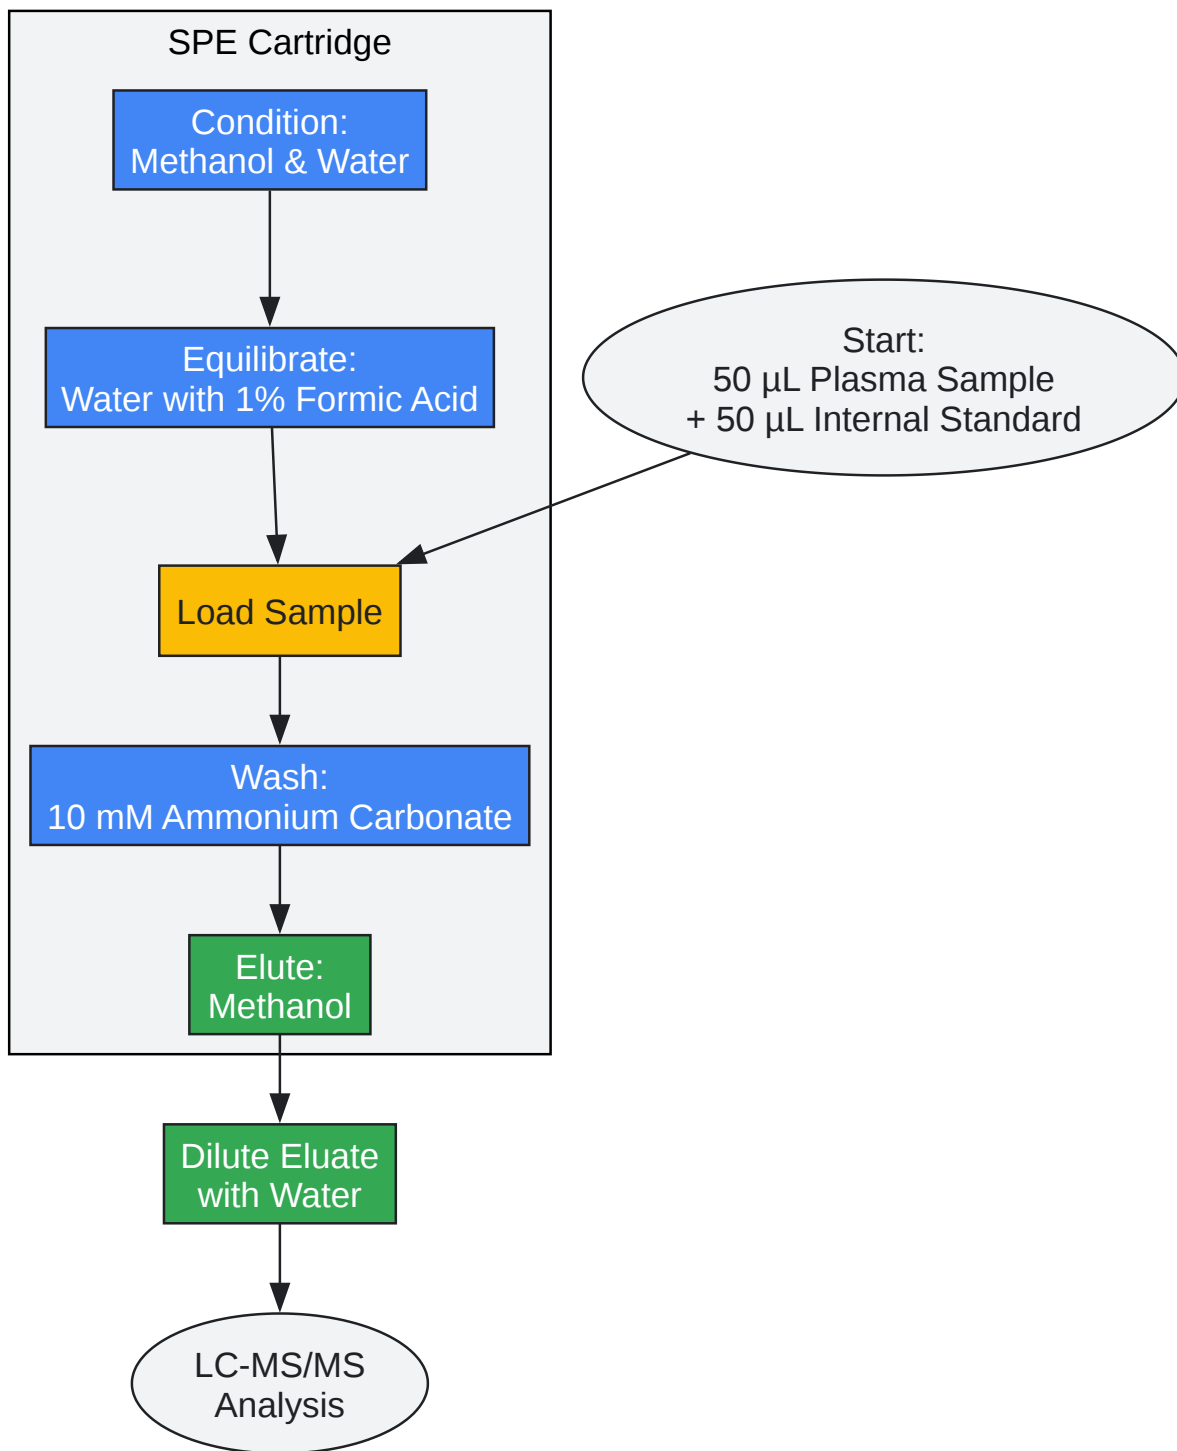 SPE Cartridge
Condition:
Methanol & Water
Equilibrate:
Water with 1% Formic Acid
Start:
50 µL Plasma Sample
+ 50 µL Internal Standard
Load Sample
Wash:
10 mM Ammonium Carbonate
Elute:
Methanol
Dilute Eluate
with Water
LC-MS/MS
Analysis